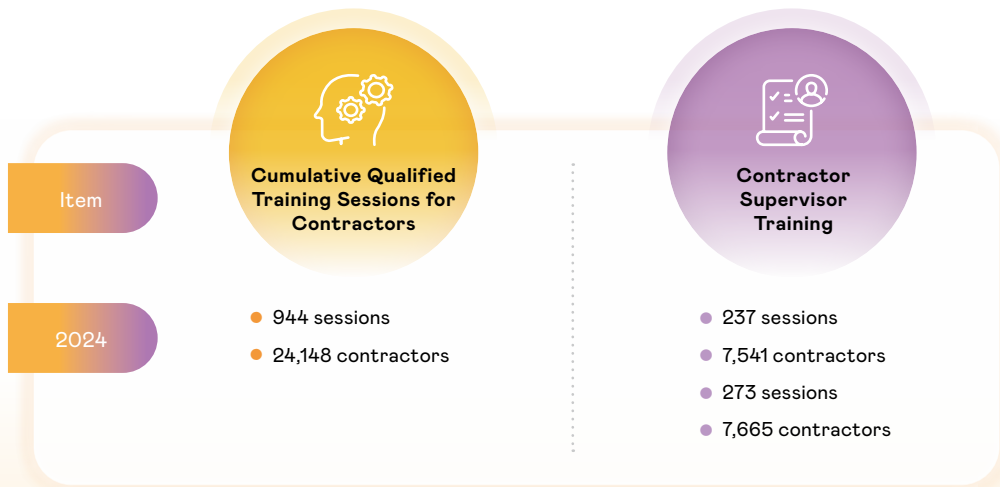 Item
Cumulative Qualified
Training Sessions for
Contractors
Contractor
Supervisor
Training
2024
944 sessions
24,148 contractors
237 sessions
7,541 contractors
273 sessions
7,665 contractors